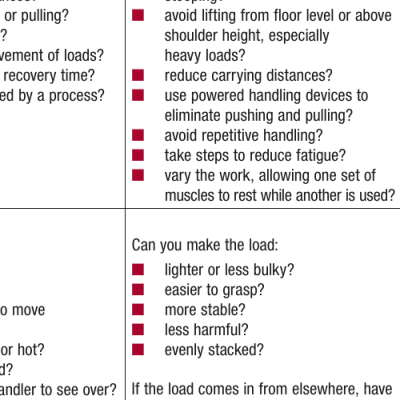 or pulling?
?
vement of loads?
recovery time?
ed by a process?
avoid lifting from floor level or above
shoulder height, especially
heavy loads?
reduce carrying distances?
use powered handling devices to
eliminate pushing and pulling?
avoid repetitive handling?
take steps to reduce fatigue?
vary the work, allowing one set of
muscles to rest while another is used?
o move
or hot?
d?
andler to see over?
Can you make the load:
lighter or less bulky?
easier to grasp?
more stable?
less harmful?
evenly stacked?
If the load comes in from elsewhere, have